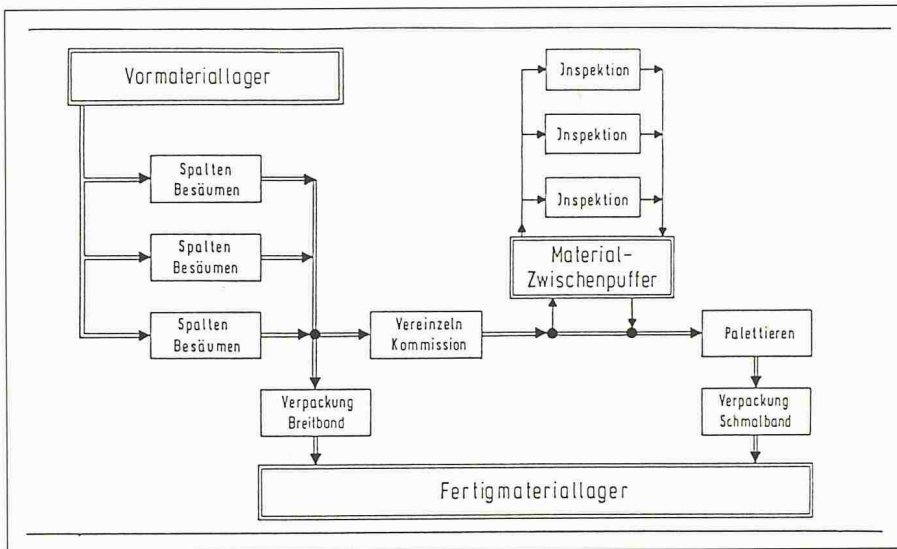 Vormateriallager
Inspektion
Inspektion
Inspektion
Spalten
Besäumen
Spalten
Besäumen
Spalten
Besäumen
Material-
Zwischenpuffer
Vereinzeln
Kommission
Palettieren
Verpackung
Breitband
Verpackung
Schmalband
Fertigmateriallager